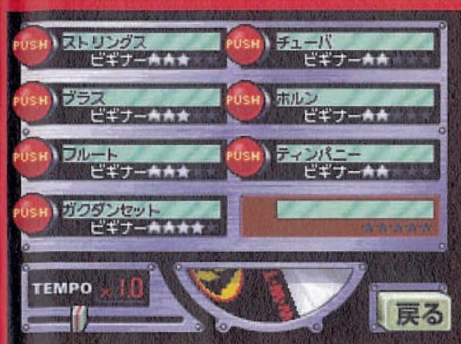 PUSH ストリングス
ビギナー★★★
PUSH チューバ
ビギナー★★
PUSH ブラス
ビギナー★★★
PUSH ホルン
ビギナー★★
PUSH フルート
ビギナー★★★
PUSH ティンパニー
ビギナー★★
PUSH ガクダンセット
ビギナー★★★★
TEMPO ×1.0
戻る